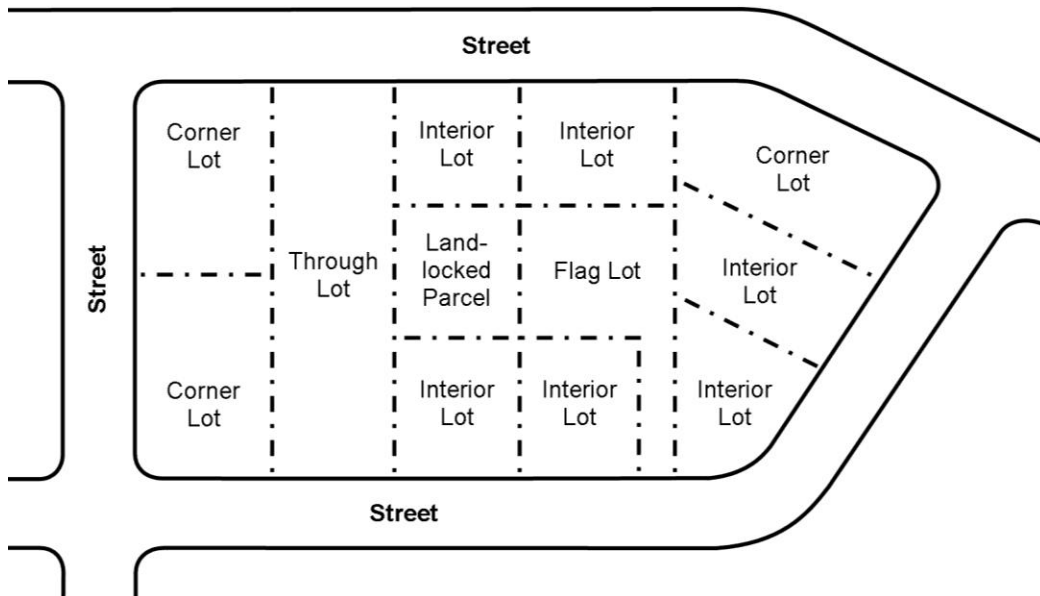 Street
Corner
Lot
Interior
Lot
Interior
Lot
Corner
Lot
Street
Through
Lot
Land-
locked
Parcel
Flag Lot
Interior
Lot
Corner
Lot
Interior
Lot
Interior
Lot
Interior
Lot
Street